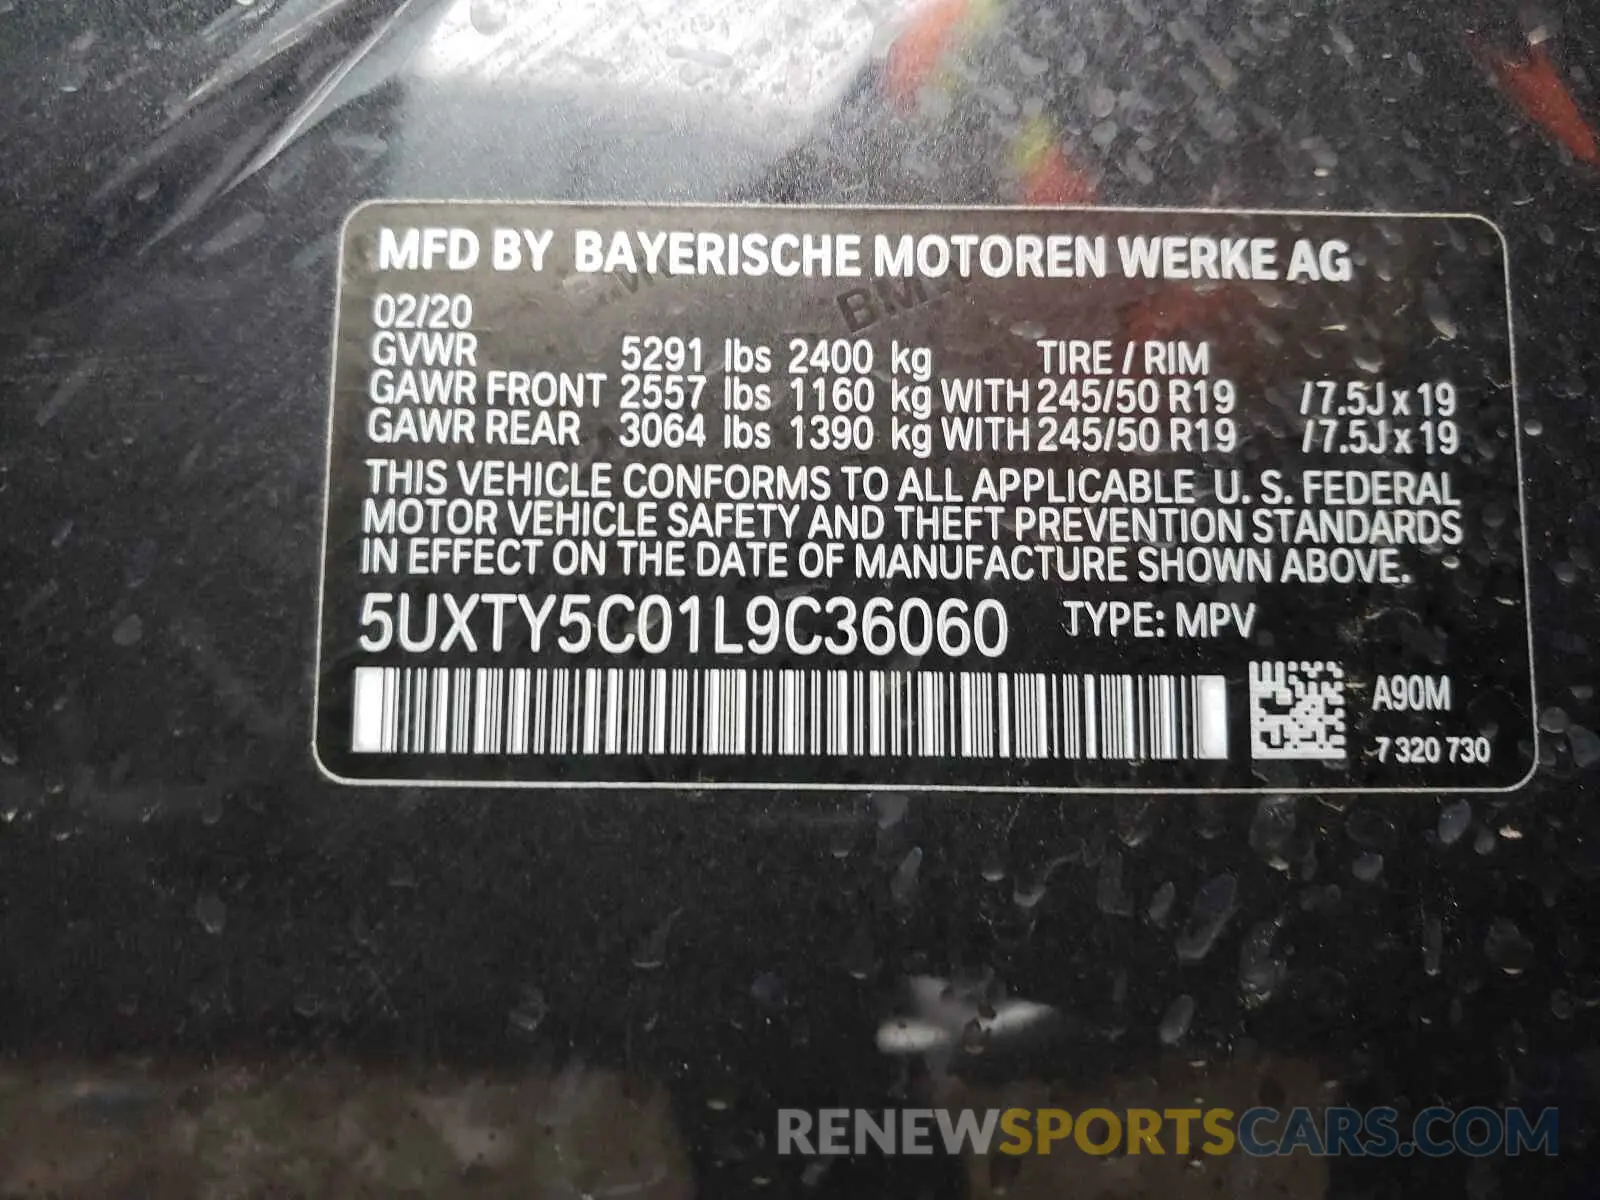 MFD BY BAYERISCHE MOTOREN WERKE AG
02/20
GVWR 5291 lbs 2400 kg TIRE / RIM
GAWR FRONT 2557 lbs 1160 kg WITH 245/50 R19 /7.5J x 19
GAWR REAR 3064 lbs 1390 kg WITH 245/50 R19 /7.5J x 19
THIS VEHICLE CONFORMS TO ALL APPLICABLE U. S. FEDERAL
MOTOR VEHICLE SAFETY AND THEFT PREVENTION STANDARDS
IN EFFECT ON THE DATE OF MANUFACTURE SHOWN ABOVE.
5UXTY5C01L9C36060 TYPE: MPV
A90M
7 320 730
RENEWSPORTSCARS.COM